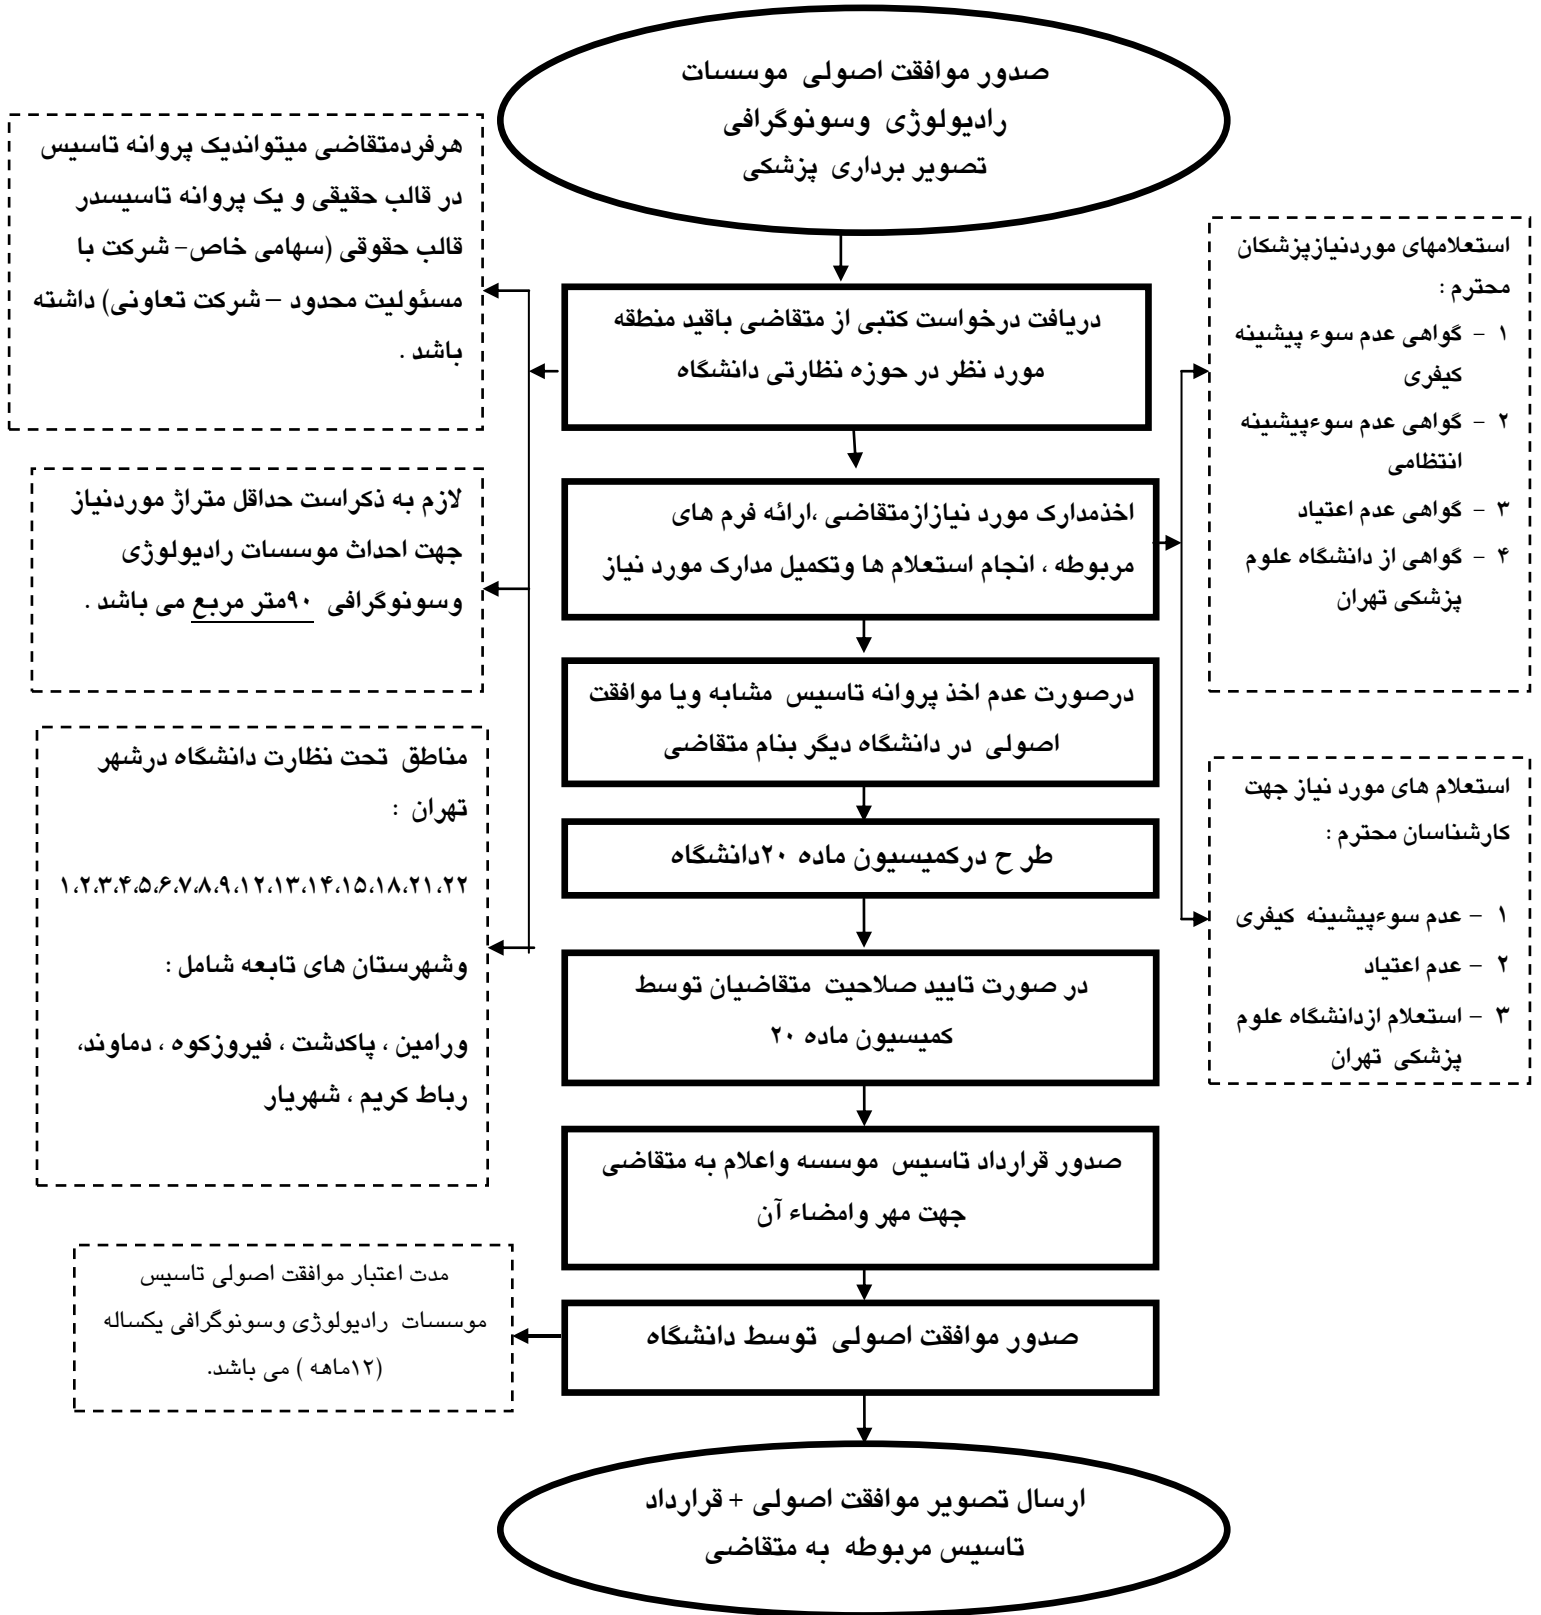 صدور موافقت اصولی موسسات
رادیولوژی وسونوگرافی
تصویر برداری پزشکی
هرفردمتقاضی میتواندیک پروانه تاسیس
در قالب حقیقی و یک پروانه تاسیسدر
قالب حقوقی (سهامی خاص- شرکت با
مسئولیت محدود – شرکت تعاونی) داشته
باشد .
استعلامهای موردنیازپزشکان
محترم :
۱ - گواهی عدم سوء پیشینه
کیفری
۲ - گواهی عدم سوءپیشینه
انتظامی
۳ - گواهی عدم اعتیاد
۴ - گواهی از دانشگاه علوم
پزشکی تهران
دریافت درخواست کتبی از متقاضی باقید منطقه
مورد نظر در حوزه نظارتی دانشگاه
لازم به ذکراست حداقل متراژ موردنیاز
جهت احداث موسسات رادیولوژی
وسونوگرافی ۹۰متر مربع می باشد .
اخذمدارک مورد نیازازمتقاضی ،ارائه فرم های
مربوطه ، انجام استعلام ها وتکمیل مدارک مورد نیاز
درصورت عدم اخذ پروانه تاسیس مشابه ویا موافقت
اصولی در دانشگاه دیگر بنام متقاضی
مناطق تحت نظارت دانشگاه درشهر
تهران :
۱،۲،۳،۴،۵،۶،۷،۸،۹،۱۲،۱۳،۱۴،۱۵،۱۸،۲۱،۲۲
وشهرستان های تابعه شامل :
ورامین ، پاکدشت ، فیروزکوه ، دماوند،
رباط کریم ، شهریار
استعلام های مورد نیاز جهت
کارشناسان محترم :
۱ - عدم سوءپیشینه کیفری
۲ - عدم اعتیاد
۳ - استعلام ازدانشگاه علوم
پزشکی تهران
طر ح درکمیسیون ماده ۲۰دانشگاه
در صورت تایید صلاحیت متقاضیان توسط
کمیسیون ماده ۲۰
صدور قرارداد تاسیس موسسه واعلام به متقاضی
جهت مهر وامضاء آن
مدت اعتبار موافقت اصولی تاسیس
موسسات رادیولوژی وسونوگرافی یکساله
(۱۲ماهه ) می باشد.
صدور موافقت اصولی توسط دانشگاه
ارسال تصویر موافقت اصولی + قرارداد
تاسیس مربوطه به متقاضی